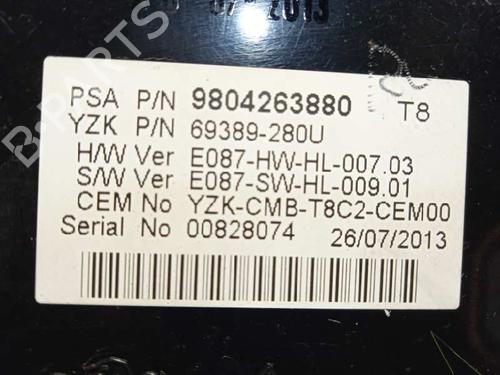 2013
PSA P/N 9804263880 T8
YZK P/N 69389-280U
H/W Ver E087-HW-HL-007.03
S/W Ver E087-SW-HL-009.01
CEM No YZK-CMB-T8C2-CEM00
Serial No 00828074 26/07/2013